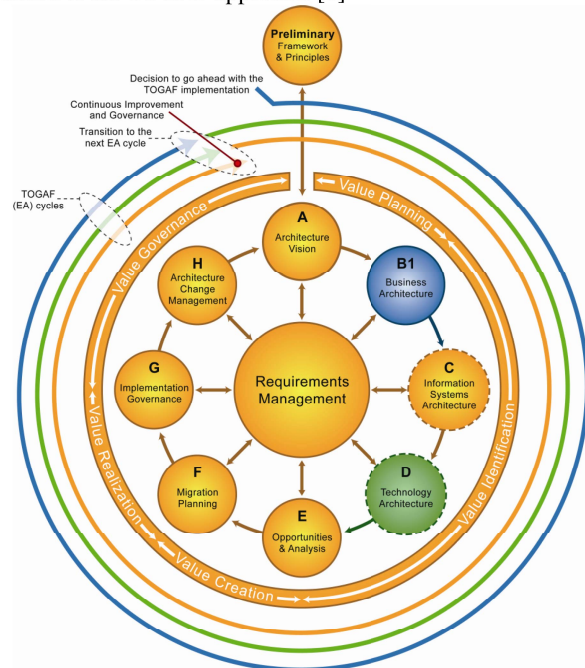 Preliminary
Framework
& Principles
Decision to go ahead with the
TOGAF implementation
Continuous Improvement
and Governance
Transition to the
next EA cycle
TOGAF
(EA) cycles
Value Governance
Value Planning
A
Architecture
Vision
H
Architecture
Change
Management
B1
Business
Architecture
G
Implementation
Governance
Requirements
Management
C
Information
Systems
Architecture
F
Migration
Planning
D
Technology
Architecture
E
Opportunities
& Analysis
Value Realization
Value Creation
Value Identification